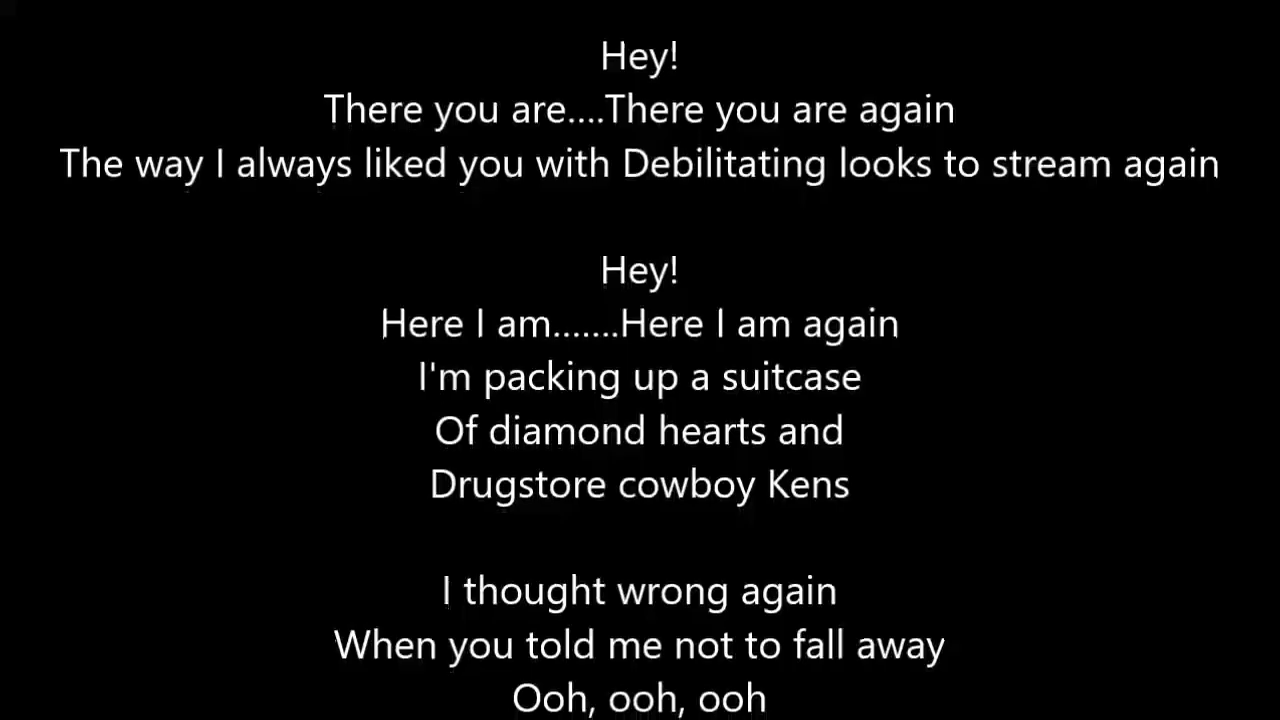 Hey!
There you are....There you are again
The way I always liked you with Debilitating looks to stream again
Hey!
Here I am.......Here I am again
I'm packing up a suitcase
Of diamond hearts and
Drugstore cowboy Kens
I thought wrong again
When you told me not to fall away
Ooh, ooh, ooh